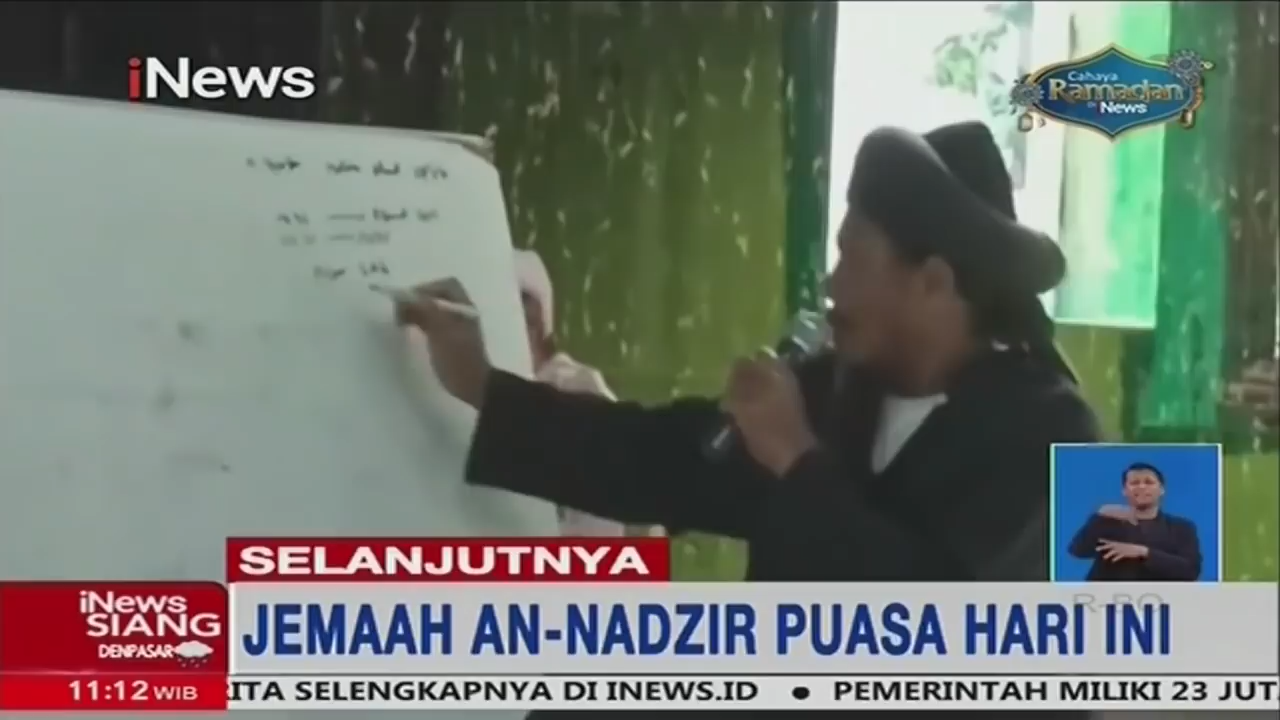 iNews
Cahaya
Ramadan
di iNews
SELANJUTNYA
iNews
SIANG
DENPASAR
JEMAAH AN-NADZIR PUASA HARI INI
11:12 WIB
ITA SELENGKAPNYA DI INEWS.ID ● PEMERINTAH MILIKI 23 JUT